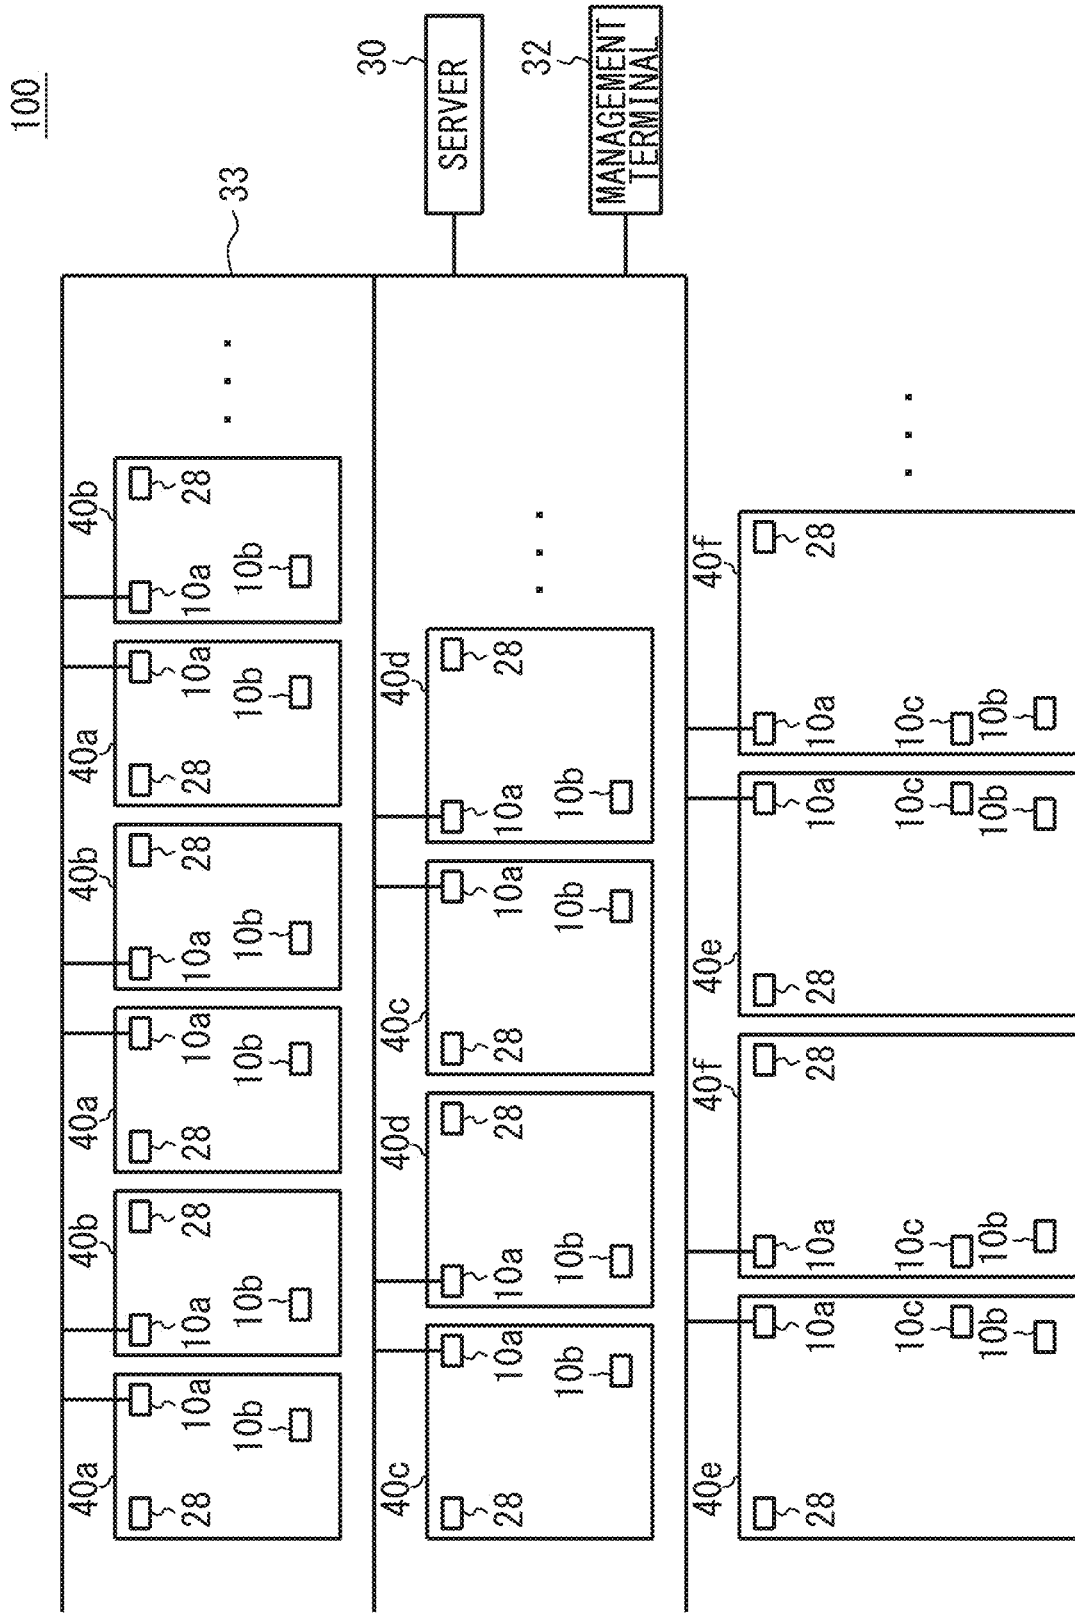 100
40a 40b 40a 40b 40a 40b
28 10a 10a 28 28 10a 10a 28 28 10a 10a 28
10b 10b 10b 10b 10b 10b
33
30
40c 40d 40c 40d
SERVER
28 10a 10a 28 28 10a 10a 28
32
10b 10b 10b 10b
MANAGEMENT
TERMINAL
40e 40f 40e 40f
28 10a 10a 28 28 10a 10a 28
10c 10c 10c 10c
10b 10b 10b 10b